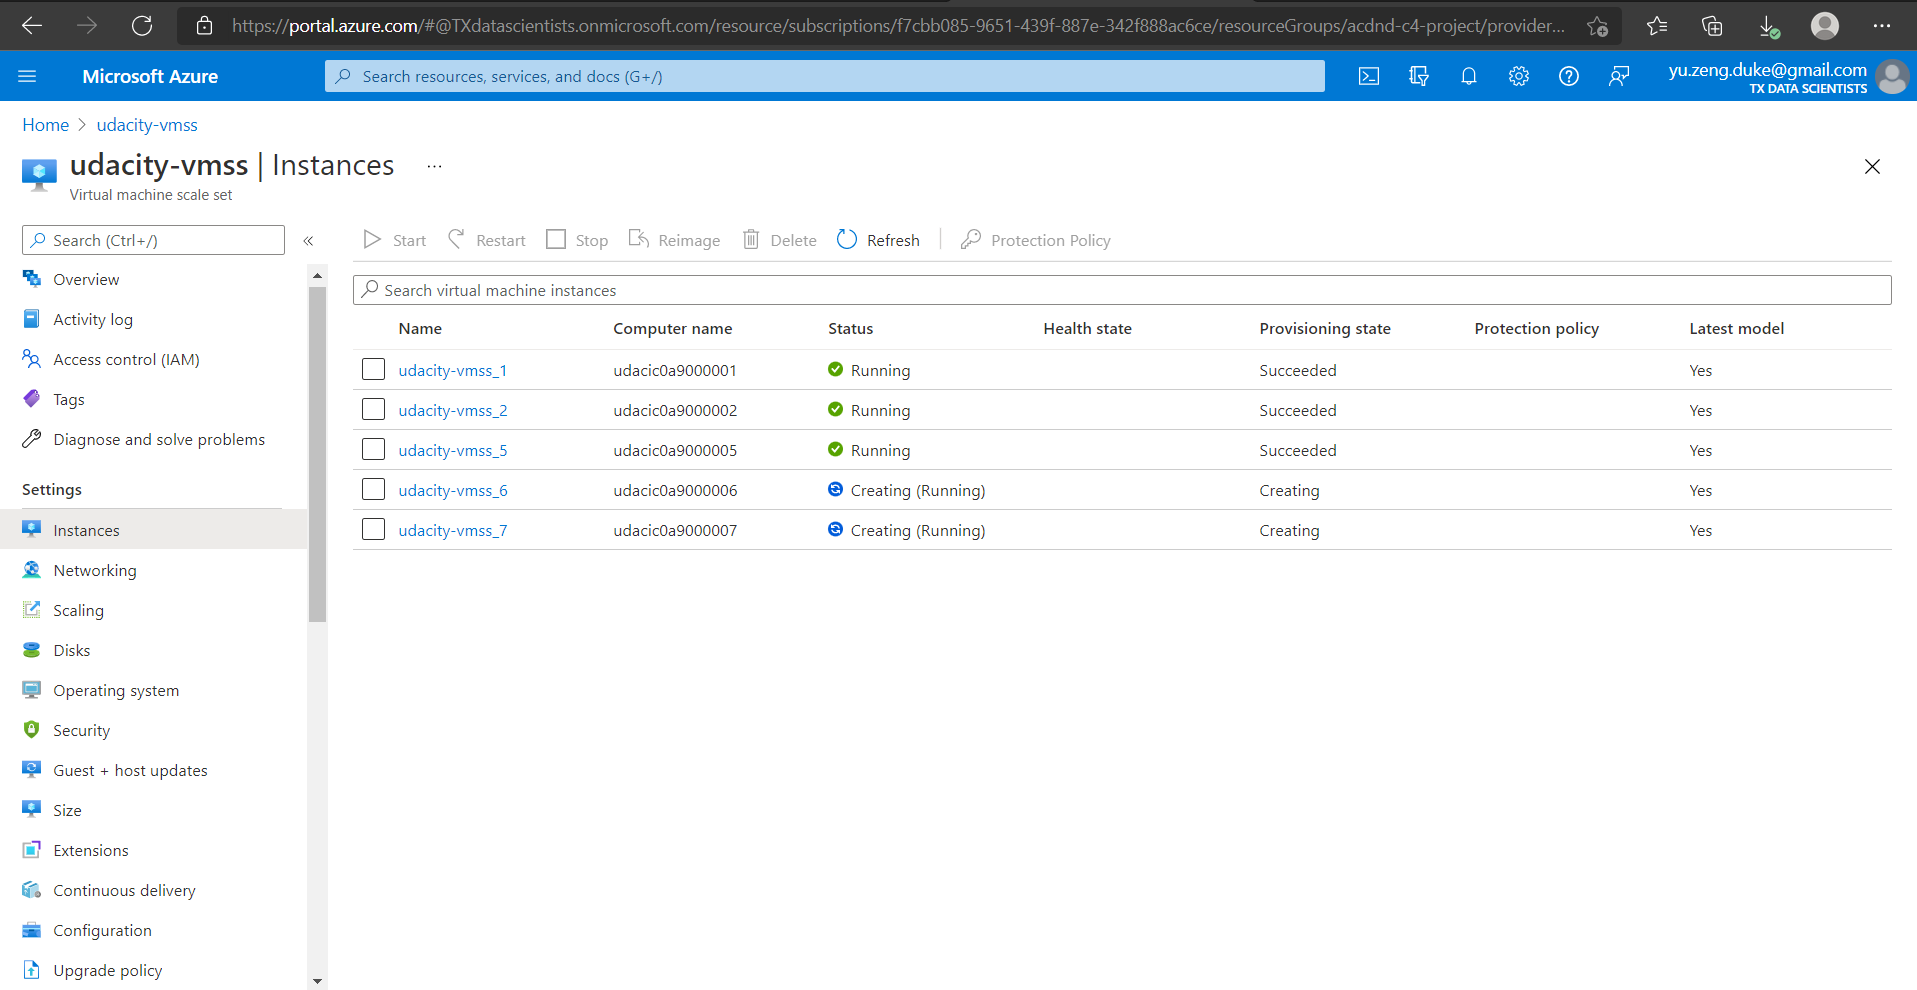 https://portal.azure.com/#@TXdatascientists.onmicrosoft.com/resource/subscriptions/f7cbb085-9651-439f-887e-342f888ac6ce/resourceGroups/acdnd-c4-project/provider...
Microsoft Azure
Search resources, services, and docs (G+/)
yu.zeng.duke@gmail.com
TX DATA SCIENTISTS
Home > udacity-vmss
udacity-vmss | Instances ...
Virtual machine scale set
Search (Ctrl+/) «
Start Restart Stop Reimage Delete Refresh Protection Policy
Overview
Activity log
Access control (IAM)
Tags
Diagnose and solve problems
Settings
Instances
Networking
Scaling
Disks
Operating system
Security
Guest + host updates
Size
Extensions
Continuous delivery
Configuration
Upgrade policy
Search virtual machine instances
Name Computer name Status Health state Provisioning state Protection policy Latest model
udacity-vmss_1 udacic0a9000001 Running Succeeded Yes
udacity-vmss_2 udacic0a9000002 Running Succeeded Yes
udacity-vmss_5 udacic0a9000005 Running Succeeded Yes
udacity-vmss_6 udacic0a9000006 Creating (Running) Creating Yes
udacity-vmss_7 udacic0a9000007 Creating (Running) Creating Yes